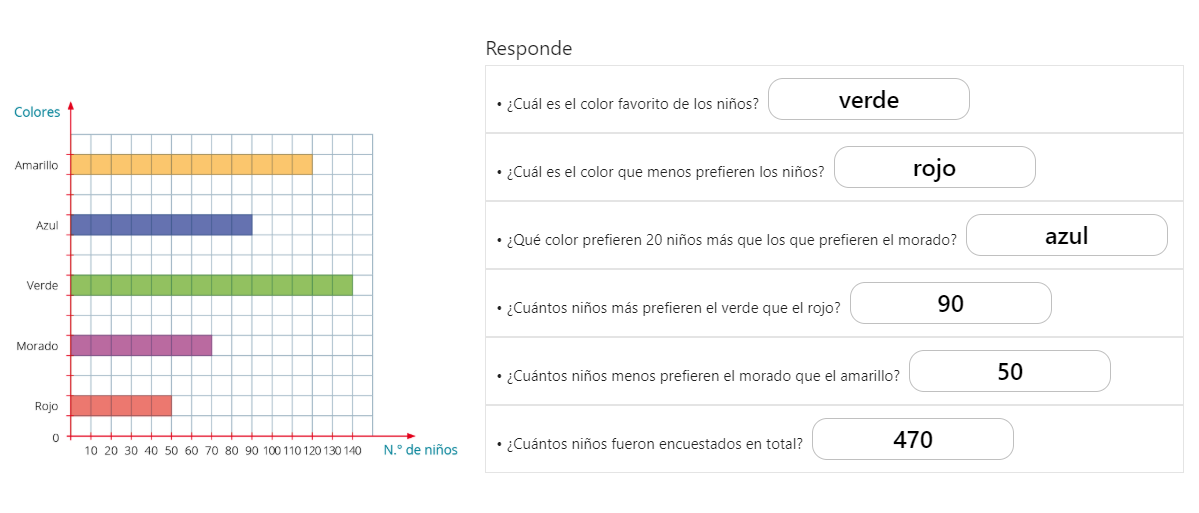 Responde
Colores
Amarillo
Azul
Verde
Morado
Rojo
0
10 20 30 40 50 60 70 80 90 100 110 120 130 140
N.° de niños
• ¿Cuál es el color favorito de los niños? verde
• ¿Cuál es el color que menos prefieren los niños? rojo
• ¿Qué color prefieren 20 niños más que los que prefieren el morado? azul
• ¿Cuántos niños más prefieren el verde que el rojo? 90
• ¿Cuántos niños menos prefieren el morado que el amarillo? 50
• ¿Cuántos niños fueron encuestados en total? 470